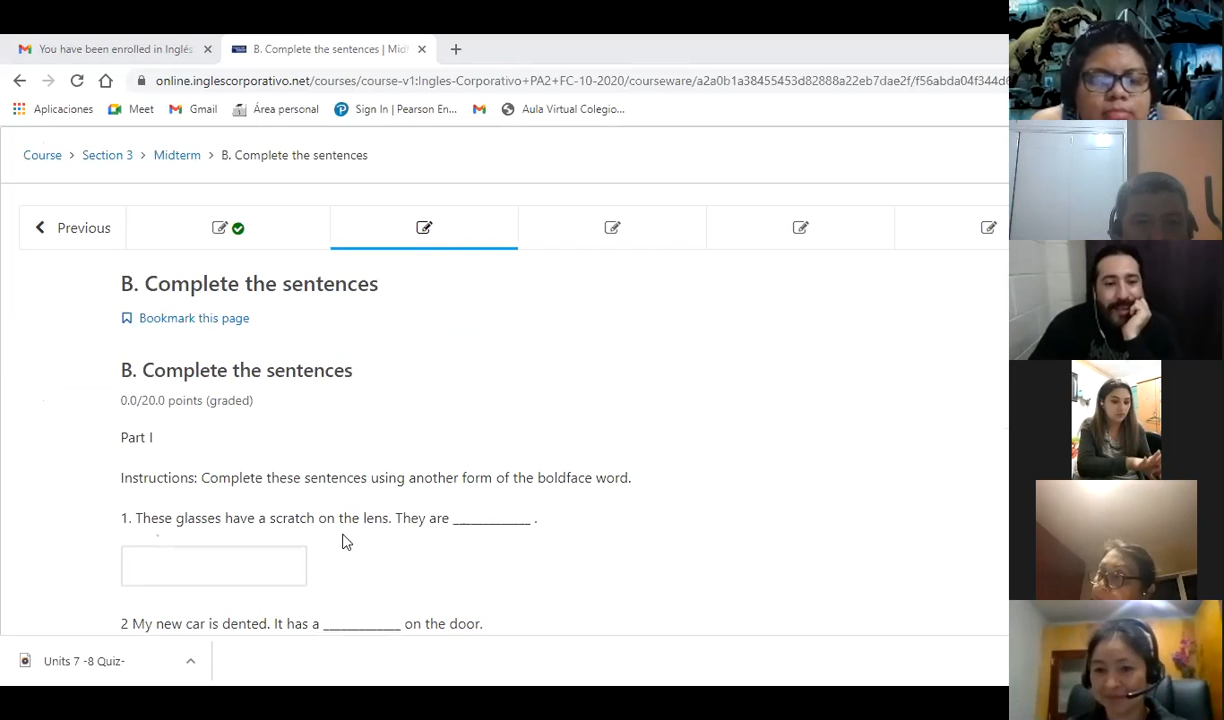 You have been enrolled in Inglés
B. Complete the sentences | Mid
online.inglescorporativo.net/courses/course-v1:Ingles-Corporativo+PA2+FC-10-2020/courseware/a2a0b1a38455453d82888a22eb7dae2f/f56abda04f344d
Aplicaciones Meet Gmail Área personal Sign In | Pearson En... Aula Virtual Colegio...
Course > Section 3 > Midterm > B. Complete the sentences
Previous
B. Complete the sentences
Bookmark this page
B. Complete the sentences
0.0/20.0 points (graded)
Part I
Instructions: Complete these sentences using another form of the boldface word.
1. These glasses have a scratch on the lens. They are ____________ .
2 My new car is dented. It has a ____________ on the door.
Units 7 -8 Quiz-